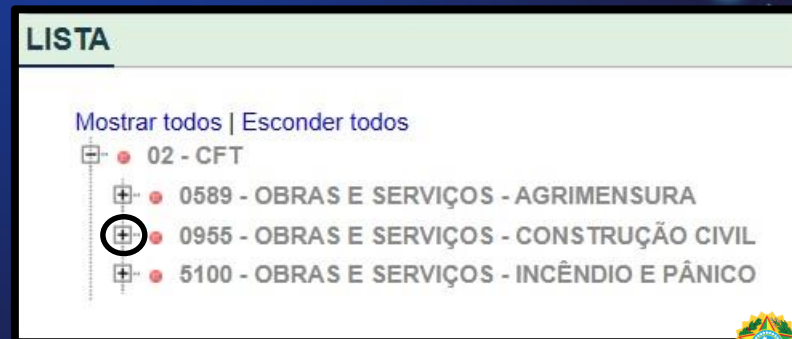 LISTA
Mostrar todos | Esconder todos
02 - CFT
0589 - OBRAS E SERVIÇOS - AGRIMENSURA
0955 - OBRAS E SERVIÇOS - CONSTRUÇÃO CIVIL
5100 - OBRAS E SERVIÇOS - INCÊNDIO E PÂNICO